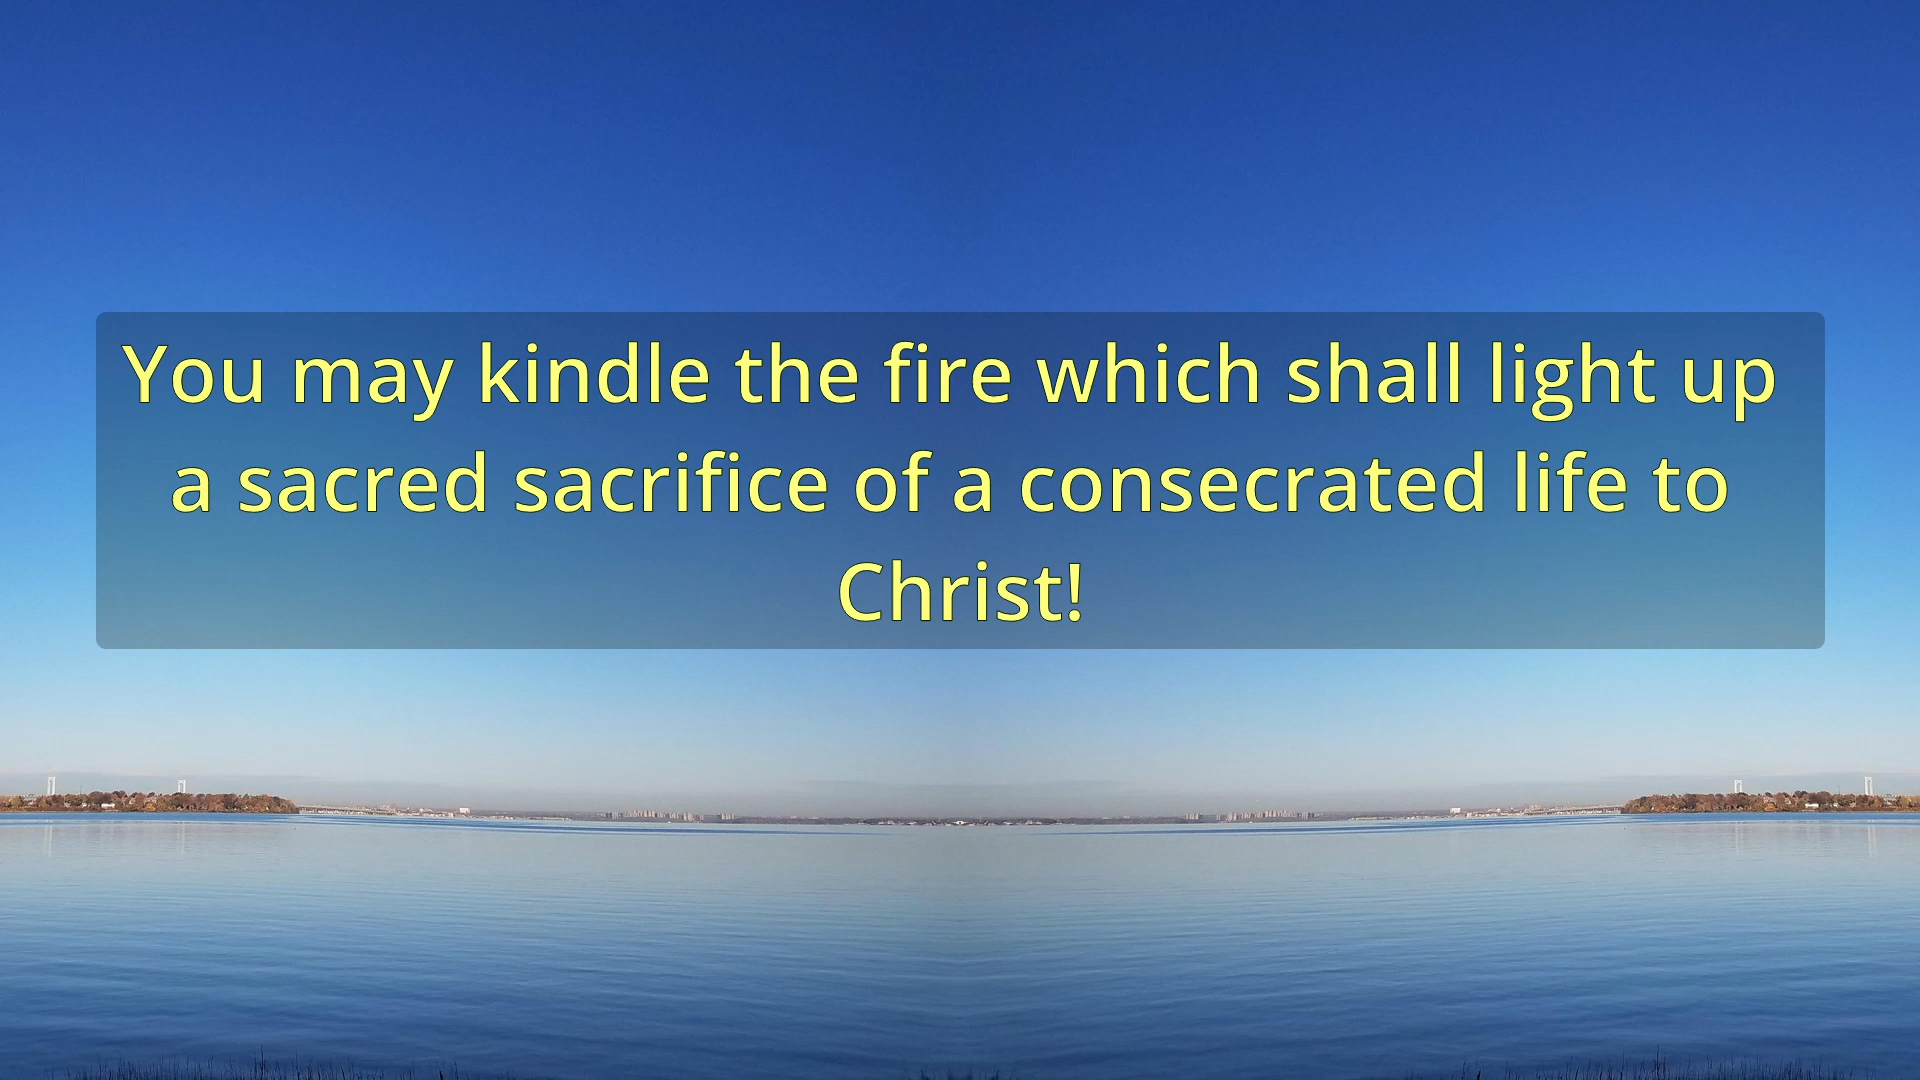 You may kindle the fire which shall light up
a sacred sacrifice of a consecrated life to
Christ!